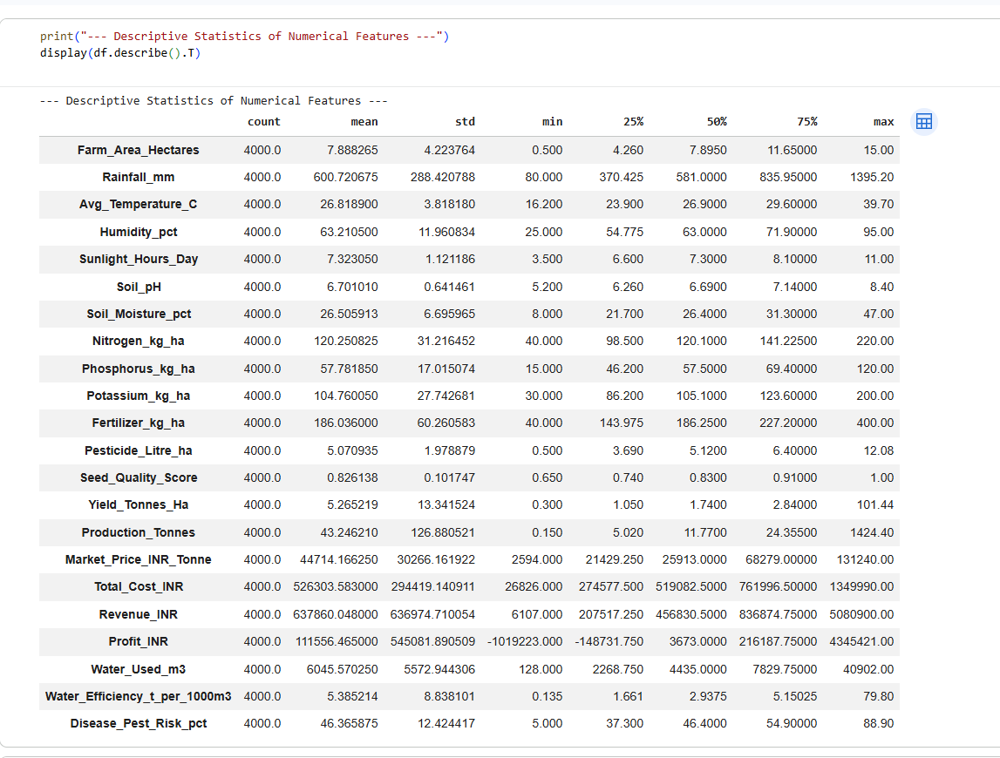 print("--- Descriptive Statistics of Numerical Features ---")
display(df.describe().T)
--- Descriptive Statistics of Numerical Features ---
count mean std min 25% 50% 75% max
Farm_Area_Hectares 4000.0 7.888265 4.223764 0.500 4.260 7.8950 11.65000 15.00
Rainfall_mm 4000.0 600.720675 288.420788 80.000 370.425 581.0000 835.95000 1395.20
Avg_Temperature_C 4000.0 26.818900 3.818180 16.200 23.900 26.9000 29.60000 39.70
Humidity_pct 4000.0 63.210500 11.960834 25.000 54.775 63.0000 71.90000 95.00
Sunlight_Hours_Day 4000.0 7.323050 1.121186 3.500 6.600 7.3000 8.10000 11.00
Soil_pH 4000.0 6.701010 0.641461 5.200 6.260 6.6900 7.14000 8.40
Soil_Moisture_pct 4000.0 26.505913 6.695965 8.000 21.700 26.4000 31.30000 47.00
Nitrogen_kg_ha 4000.0 120.250825 31.216452 40.000 98.500 120.1000 141.22500 220.00
Phosphorus_kg_ha 4000.0 57.781850 17.015074 15.000 46.200 57.5000 69.40000 120.00
Potassium_kg_ha 4000.0 104.760050 27.742681 30.000 86.200 105.1000 123.60000 200.00
Fertilizer_kg_ha 4000.0 186.036000 60.260583 40.000 143.975 186.2500 227.20000 400.00
Pesticide_Litre_ha 4000.0 5.070935 1.978879 0.500 3.690 5.1200 6.40000 12.08
Seed_Quality_Score 4000.0 0.826138 0.101747 0.650 0.740 0.8300 0.91000 1.00
Yield_Tonnes_Ha 4000.0 5.265219 13.341524 0.300 1.050 1.7400 2.84000 101.44
Production_Tonnes 4000.0 43.246210 126.880521 0.150 5.020 11.7700 24.35500 1424.40
Market_Price_INR_Tonne 4000.0 44714.166250 30266.161922 2594.000 21429.250 25913.0000 68279.00000 131240.00
Total_Cost_INR 4000.0 526303.583000 294419.140911 26826.000 274577.500 519082.5000 761996.50000 1349990.00
Revenue_INR 4000.0 637860.048000 636974.710054 6107.000 207517.250 456830.5000 836874.75000 5080900.00
Profit_INR 4000.0 111556.465000 545081.890509 -1019223.000 -148731.750 3673.0000 216187.75000 4345421.00
Water_Used_m3 4000.0 6045.570250 5572.944306 128.000 2268.750 4435.0000 7829.75000 40902.00
Water_Efficiency_t_per_1000m3 4000.0 5.385214 8.838101 0.135 1.661 2.9375 5.15025 79.80
Disease_Pest_Risk_pct 4000.0 46.365875 12.424417 5.000 37.300 46.4000 54.90000 88.90